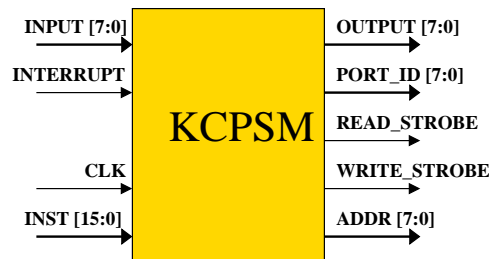 INPUT [7:0]
INTERRUPT
CLK
INST [15:0]
KCPSM
OUTPUT [7:0]
PORT_ID [7:0]
READ_STROBE
WRITE_STROBE
ADDR [7:0]